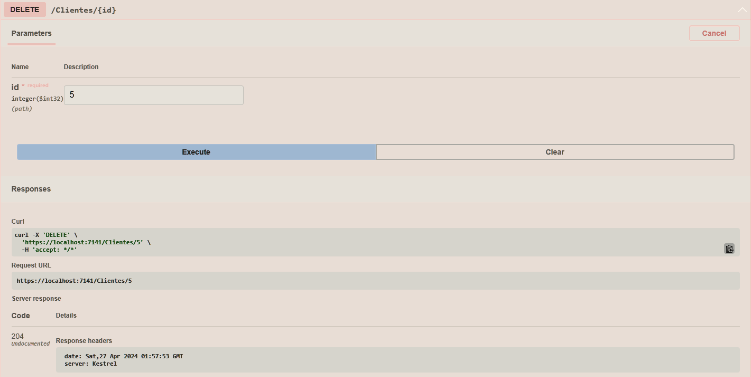 DELETE /Clientes/{id}
Parameters
Cancel
Name Description
id * required
integer($int32)
(path)
5
Execute Clear
Responses
Curl
curl -X 'DELETE' \
'https://localhost:7141/Clientes/5' \
-H 'accept: */*'
Request URL
https://localhost:7141/Clientes/5
Server response
Code Details
204
Undocumented
Response headers
date: Sat,27 Apr 2024 01:57:53 GMT
server: Kestrel